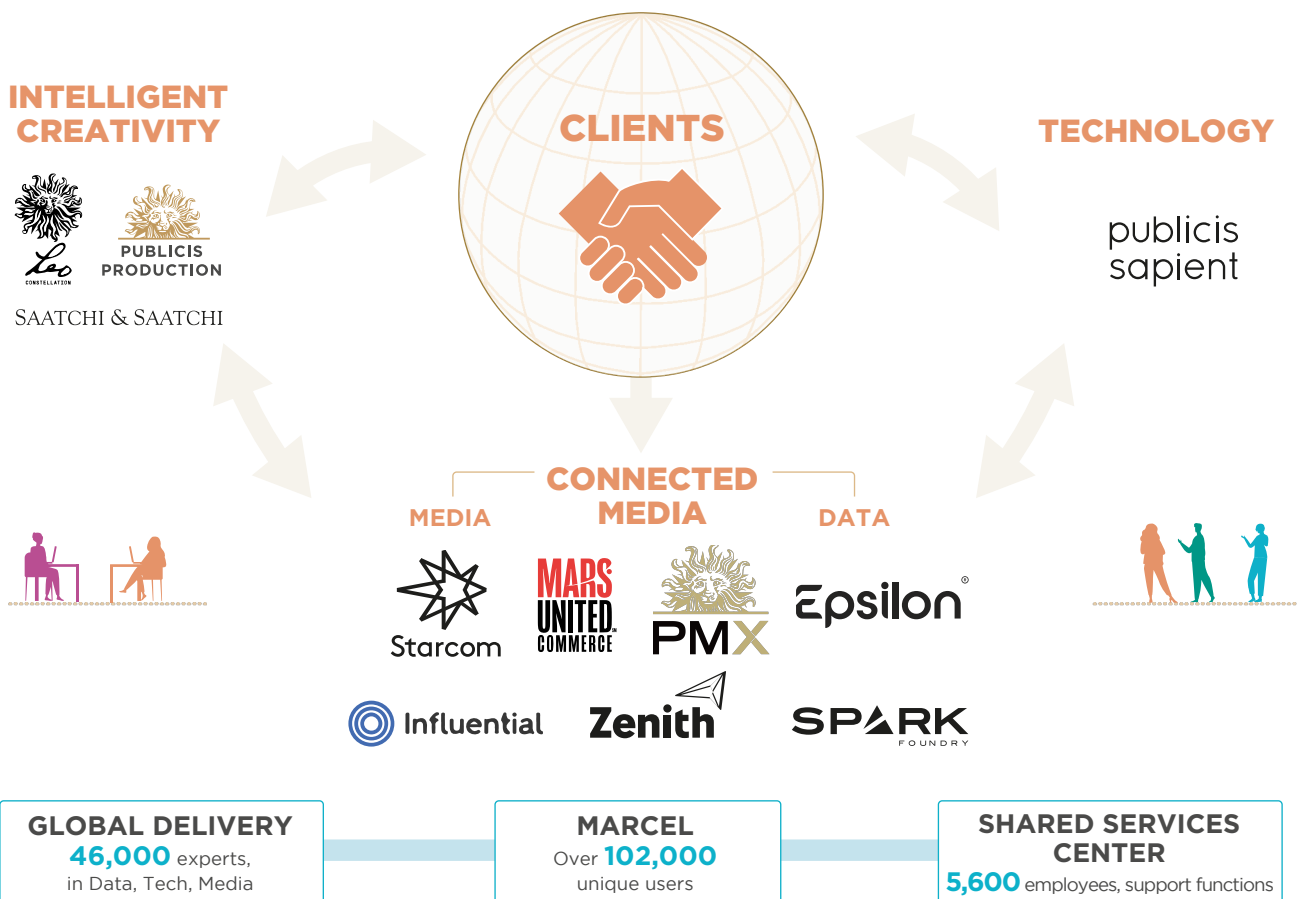 INTELLIGENT
CREATIVITY
Leo
CONSTELLATION
PUBLICIS
PRODUCTION
SAATCHI & SAATCHI
CLIENTS
TECHNOLOGY
publicis
sapient
CONNECTED
MEDIA
MEDIA
DATA
Starcom
MARS
UNITED™
COMMERCE
PMX
Epsilon®
Influential
Zenith
SPARK
FOUNDRY
GLOBAL DELIVERY
46,000 experts,
in Data, Tech, Media
MARCEL
Over 102,000
unique users
SHARED SERVICES
CENTER
5,600 employees, support functions